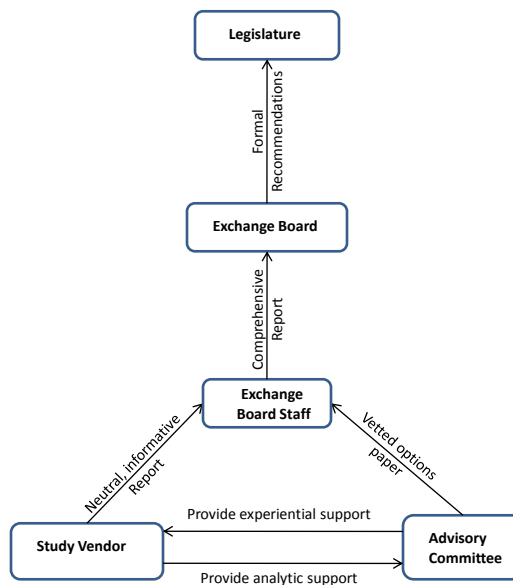 Legislature
Formal
Recommendations
Exchange Board
Comprehensive
Report
Exchange
Board Staff
Neutral, informative
Report
Vetted options
paper
Provide experiential support
Study Vendor
Advisory
Committee
Provide analytic support